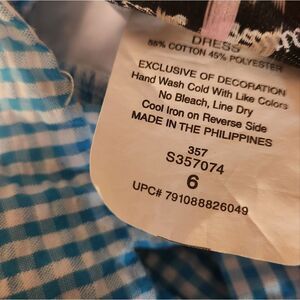 DRESS
55% COTTON 45% POLYESTER
EXCLUSIVE OF DECORATION
Hand Wash Cold With Like Colors
No Bleach, Line Dry
Cool Iron on Reverse Side
MADE IN THE PHILIPPINES
357
S357074
6
UPC# 791088826049